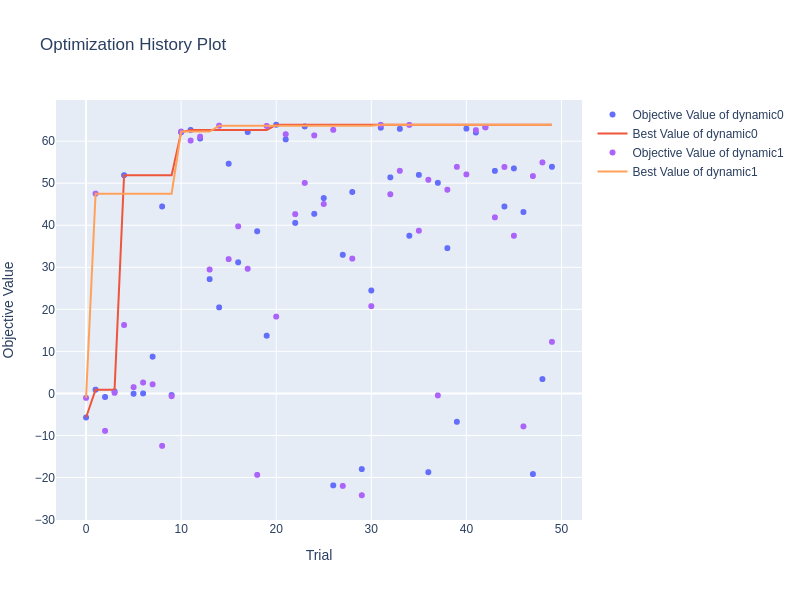 Optimization History Plot
Objective Value
60
50
40
30
20
10
0
−10
−20
−30
0 10 20 30 40 50
Trial
Objective Value of dynamic0
Best Value of dynamic0
Objective Value of dynamic1
Best Value of dynamic1